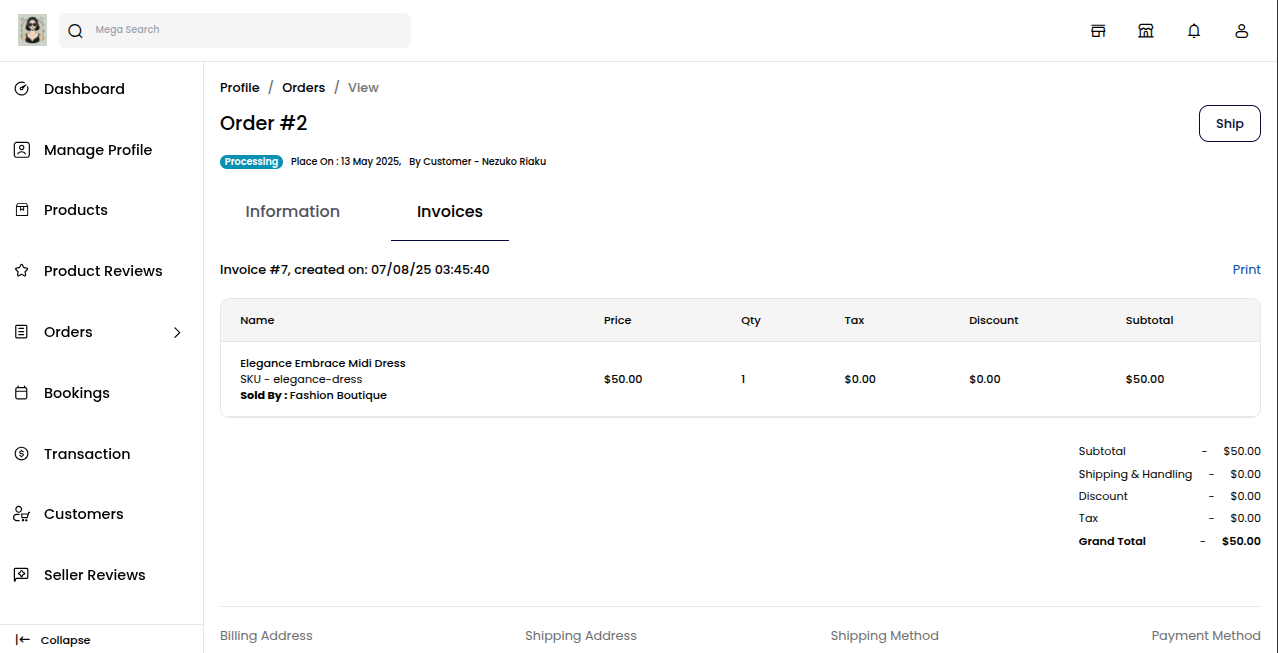 Mega Search
Dashboard
Manage Profile
Products
Product Reviews
Orders
Bookings
Transaction
Customers
Seller Reviews
Collapse
Profile / Orders / View
Order #2
Ship
Processing Place On : 13 May 2025, By Customer - Nezuko Riaku
Information Invoices
Invoice #7, created on: 07/08/25 03:45:40 Print
Name Price Qty Tax Discount Subtotal
Elegance Embrace Midi Dress
SKU - elegance-dress $50.00 1 $0.00 $0.00 $50.00
Sold By : Fashion Boutique
Subtotal - $50.00
Shipping & Handling - $0.00
Discount - $0.00
Tax - $0.00
Grand Total - $50.00
Billing Address Shipping Address Shipping Method Payment Method